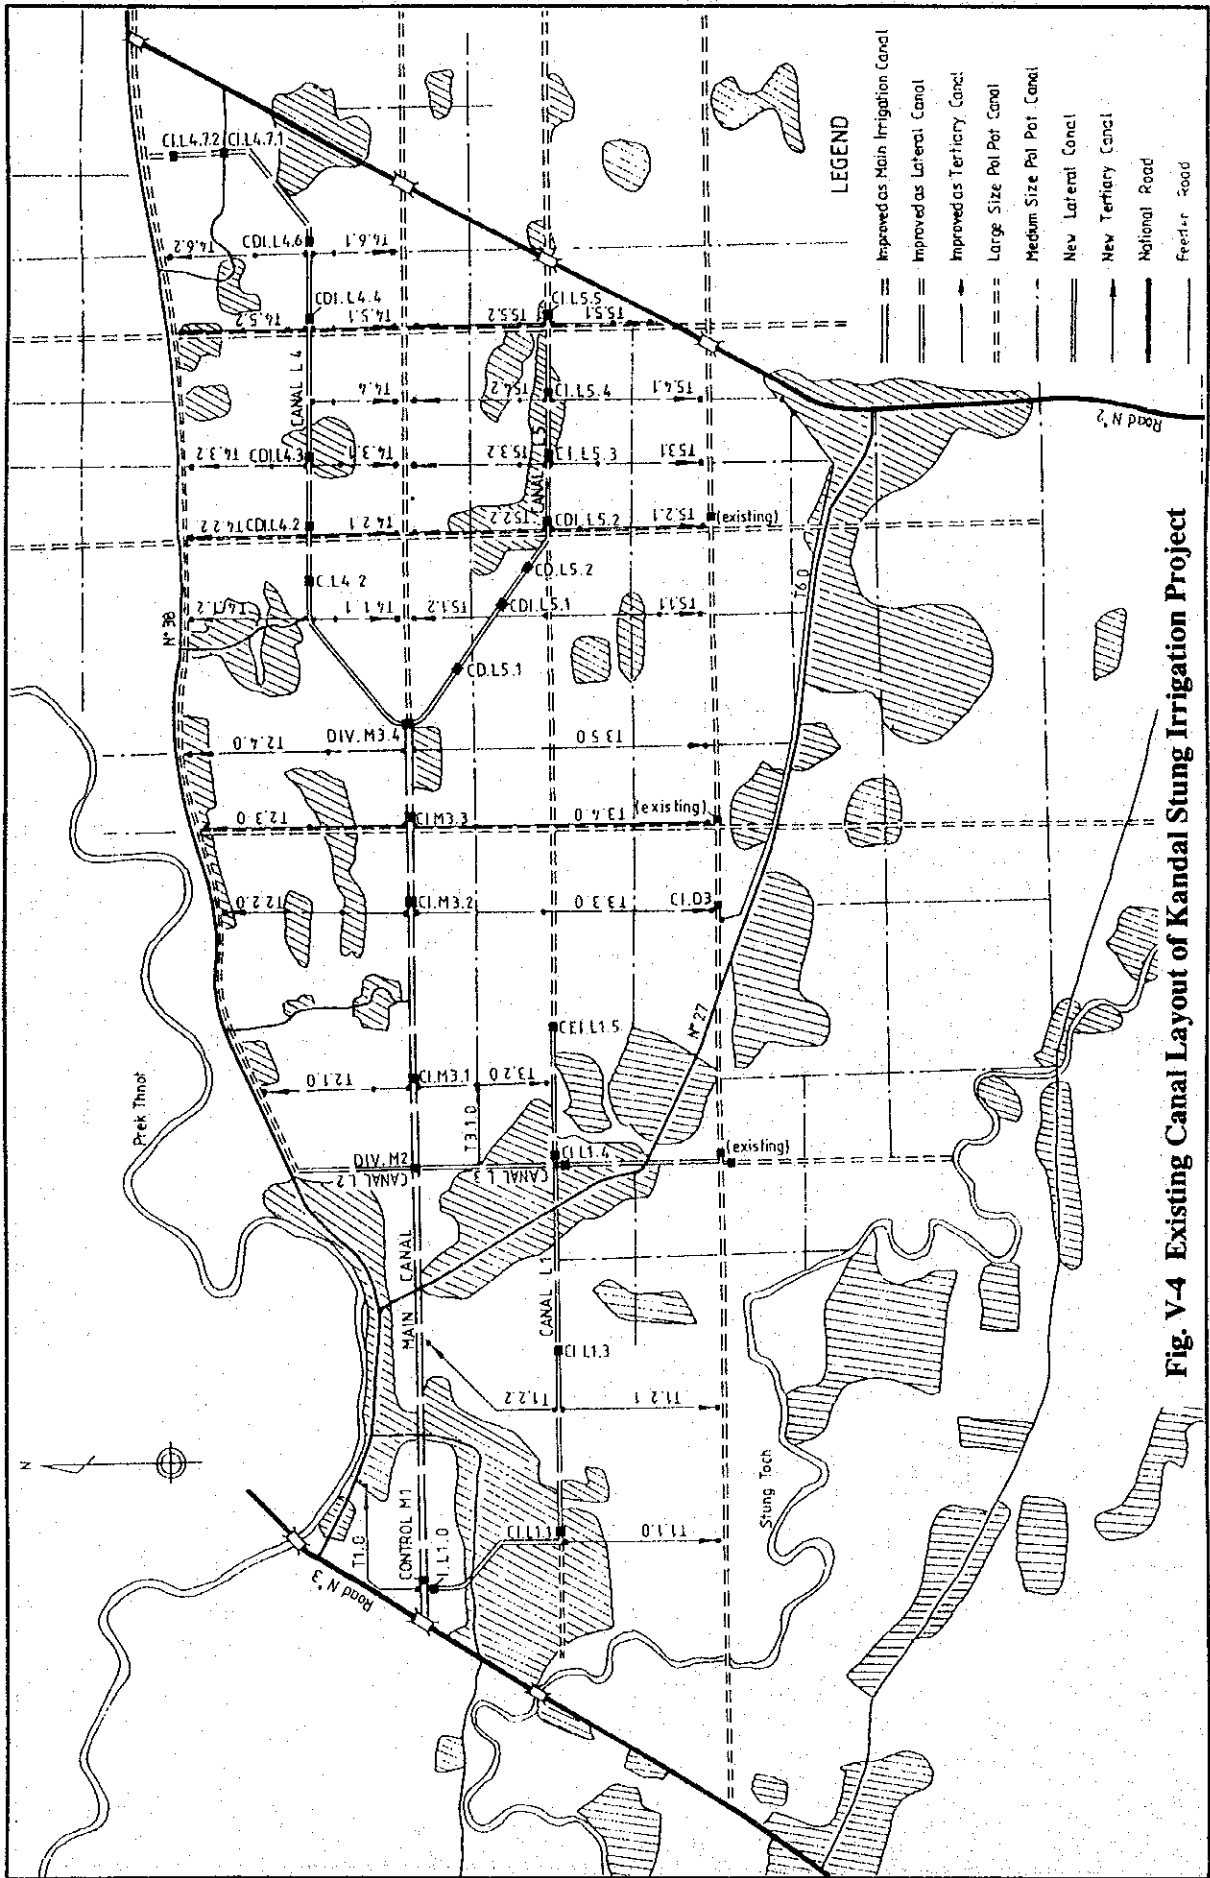 Prek Thnot
Stung Toch
N
Road N°3
Road N°2
N° 38
N° 27
MAIN CANAL
CONTROL M1
I.L1.0
T1.0
CI.L1.1
T1.1.0
T1.2.2
T1.2.1
CI L1.3
CANAL L1
CANAL L2
CANAL L3
DIV. M2
CI L1.4
(existing)
T3.1.0
T2.1.0
CI.M3.1
T3.2.0
T2.2.0
CI.M3.2
T3.3.0
CI.D3
T2.3.0
CI.M3.3
T3.4.0
(existing)
T2.4.0
DIV. M3.4
T3.5.0
CD.L5.1
CDI.L5.1
CD.L5.2
T4.1.2
T4.1.1
T5.1.2
T5.1.1
C.L4.2
T4.2.2
CDI.L4.2
T4.2.1
T5.2.2
CDI.L5.2
T5.2.1
(existing)
T6.0
T4.3.2
CDI.L4.3
T4.3.1
T5.3.2
CI.L5.3
T5.3.1
CANAL L4
CANAL L5
T4.4
T5.4.2
CI.L5.4
T5.4.1
T4.5.2
CDI.L4.4
T4.5.1
T5.5.2
CI.L5.5
T5.5.1
T4.6.2
CDI.L4.6
T4.6.1
CI.L4.7.2
CI.L4.7.1
LEGEND
Improved as Main Irrigation Canal
Improved as Lateral Canal
Improved as Tertiary Canal
Large Size Pol Pot Canal
Medium Size Pol Pot Canal
New Lateral Canal
New Tertiary Canal
National Road
Feeder Road
Fig. V-4 Existing Canal Layout of Kandal Stung Irrigation Project